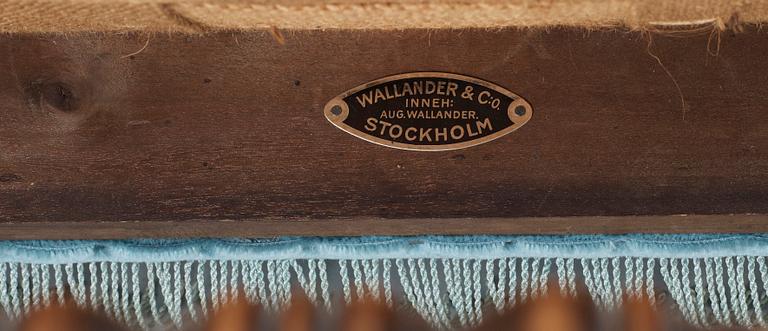 WALLANDER & C:O.
INNEH:
AUG.WALLANDER.
STOCKHOLM